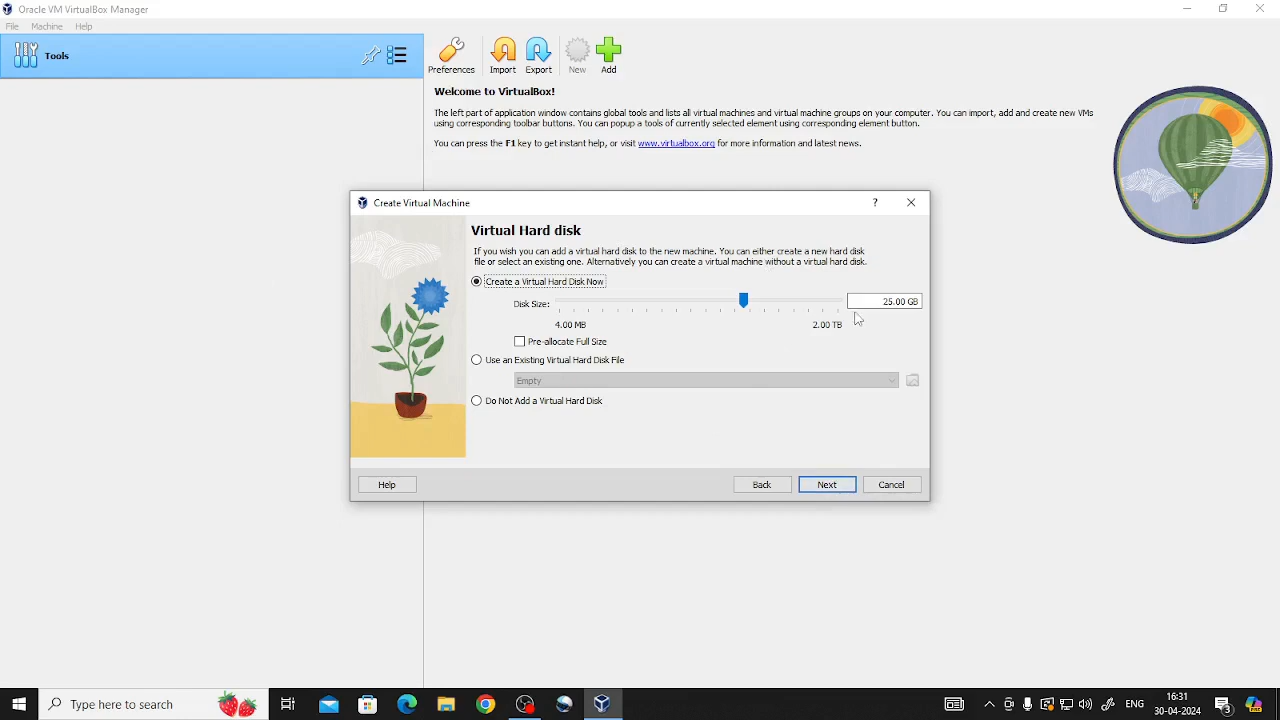 Oracle VM VirtualBox Manager
File Machine Help
Tools
Preferences Import Export New Add
Welcome to VirtualBox!
The left part of application window contains global tools and lists all virtual machines and virtual machine groups on your computer. You can import, add and create new VMs
using corresponding toolbar buttons. You can popup a tools of currently selected element using corresponding element button.
You can press the F1 key to get instant help, or visit www.virtualbox.org for more information and latest news.
Create Virtual Machine ?
Virtual Hard disk
If you wish you can add a virtual hard disk to the new machine. You can either create a new hard disk
file or select an existing one. Alternatively you can create a virtual machine without a virtual hard disk.
Create a Virtual Hard Disk Now
Disk Size: 25.00 GB
4.00 MB 2.00 TB
Pre-allocate Full Size
Use an Existing Virtual Hard Disk File
Empty
Do Not Add a Virtual Hard Disk
Help Back Next Cancel
Type here to search
ENG
16:31
30-04-2024